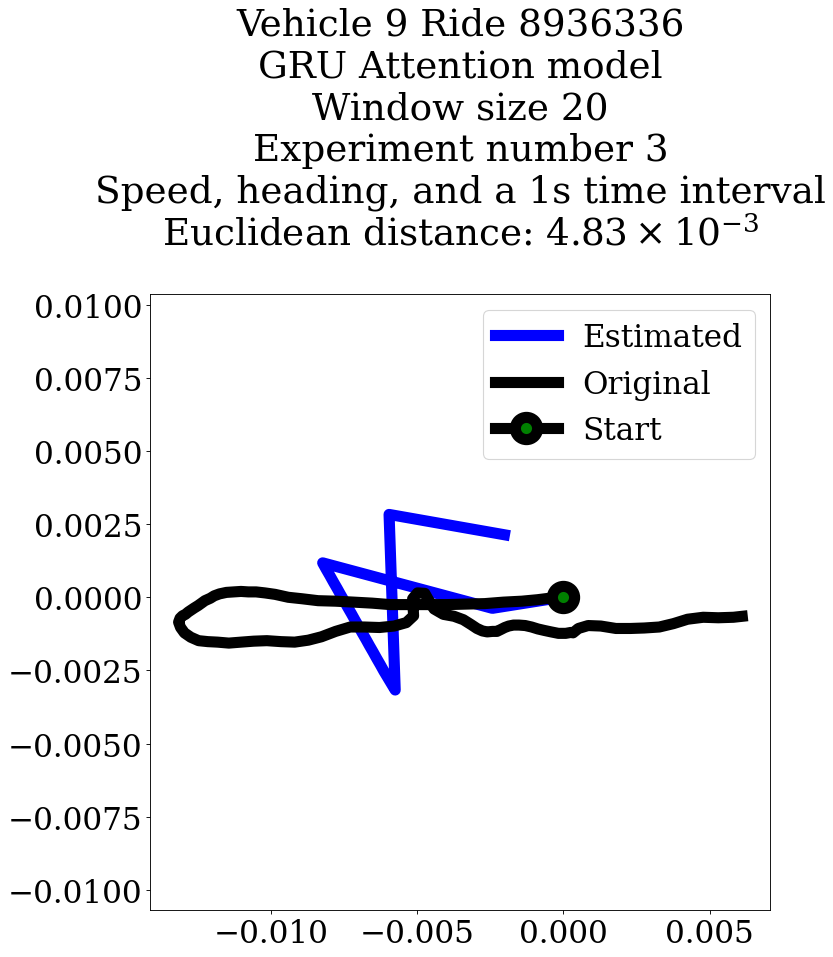 Vehicle 9 Ride 8936336
GRU Attention model
Window size 20
Experiment number 3
Speed, heading, and a 1s time interval
Euclidean distance: 4.83 × 10⁻³
Estimated
Original
Start
0.0100
0.0075
0.0050
0.0025
0.0000
−0.0025
−0.0050
−0.0075
−0.0100
−0.010
−0.005
0.000
0.005